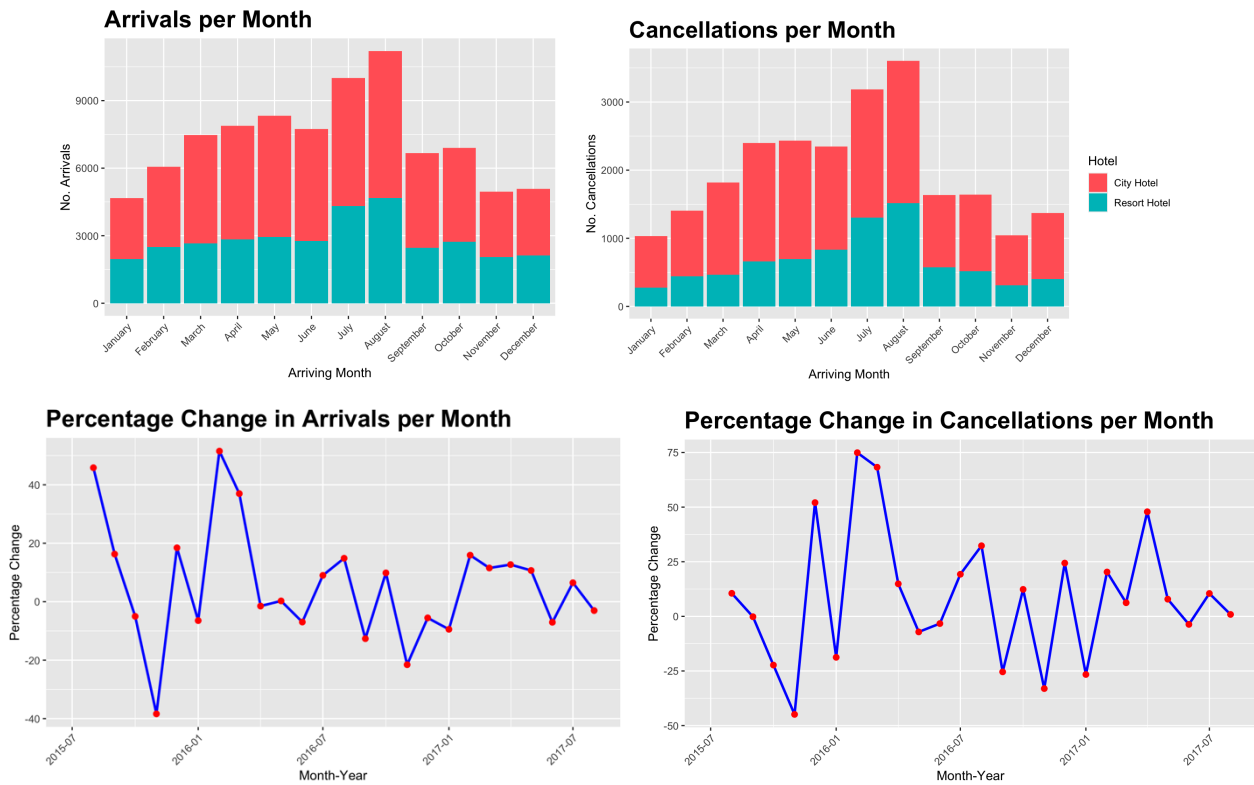 Arrivals per Month
No. Arrivals
9000
6000
3000
0
January
February
March
April
May
June
July
August
September
October
November
December
Arriving Month
Cancellations per Month
No. Cancellations
3000
2000
1000
0
January
February
March
April
May
June
July
August
September
October
November
December
Arriving Month
Hotel
City Hotel
Resort Hotel
Percentage Change in Arrivals per Month
Percentage Change
40
20
0
-20
-40
2015-07
2016-01
2016-07
2017-01
2017-07
Month-Year
Percentage Change in Cancellations per Month
Percentage Change
75
50
25
0
-25
-50
2015-07
2016-01
2016-07
2017-01
2017-07
Month-Year